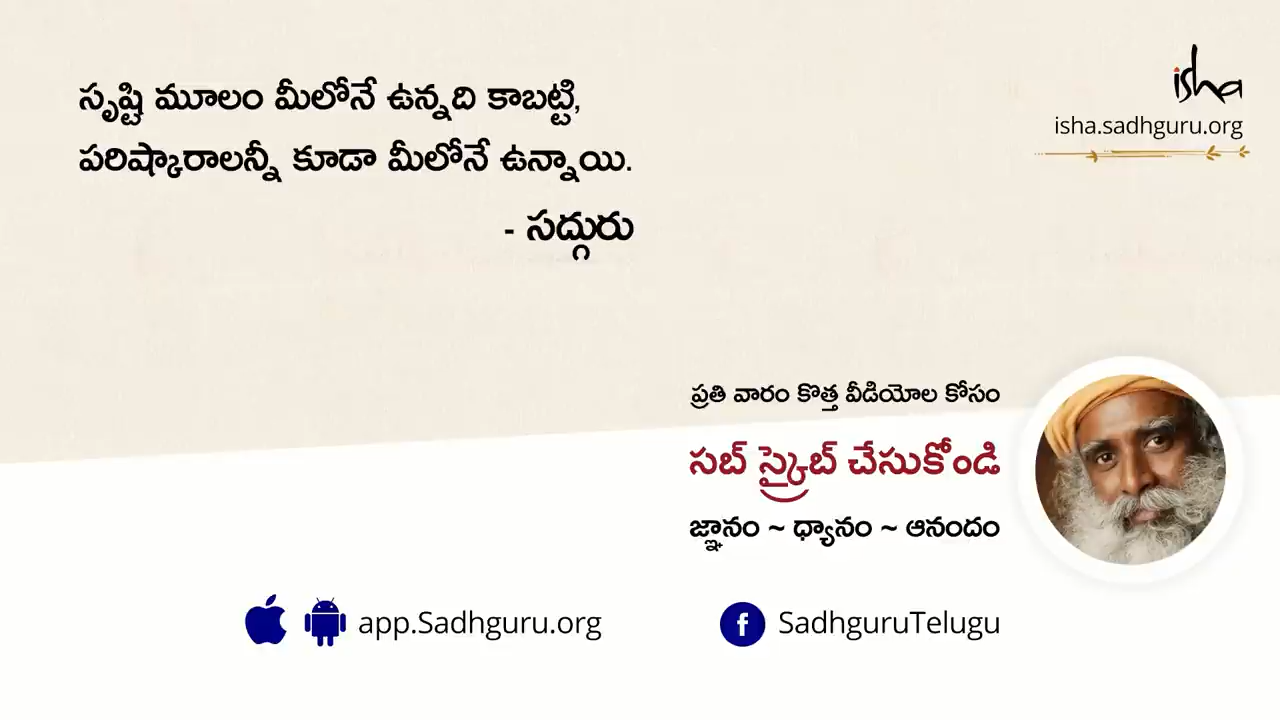 సృష్టి మూలం మీలోనే ఉన్నది కాబట్టి,
పరిష్కారాలన్నీ కూడా మీలోనే ఉన్నాయి.
- సద్గురు
isha
isha.sadhguru.org
ప్రతి వారం కొత్త వీడియోల కోసం
సబ్ స్క్రైబ్ చేసుకోండి
జ్ఞానం ~ ధ్యానం ~ ఆనందం
app.Sadhguru.org
SadhguruTelugu